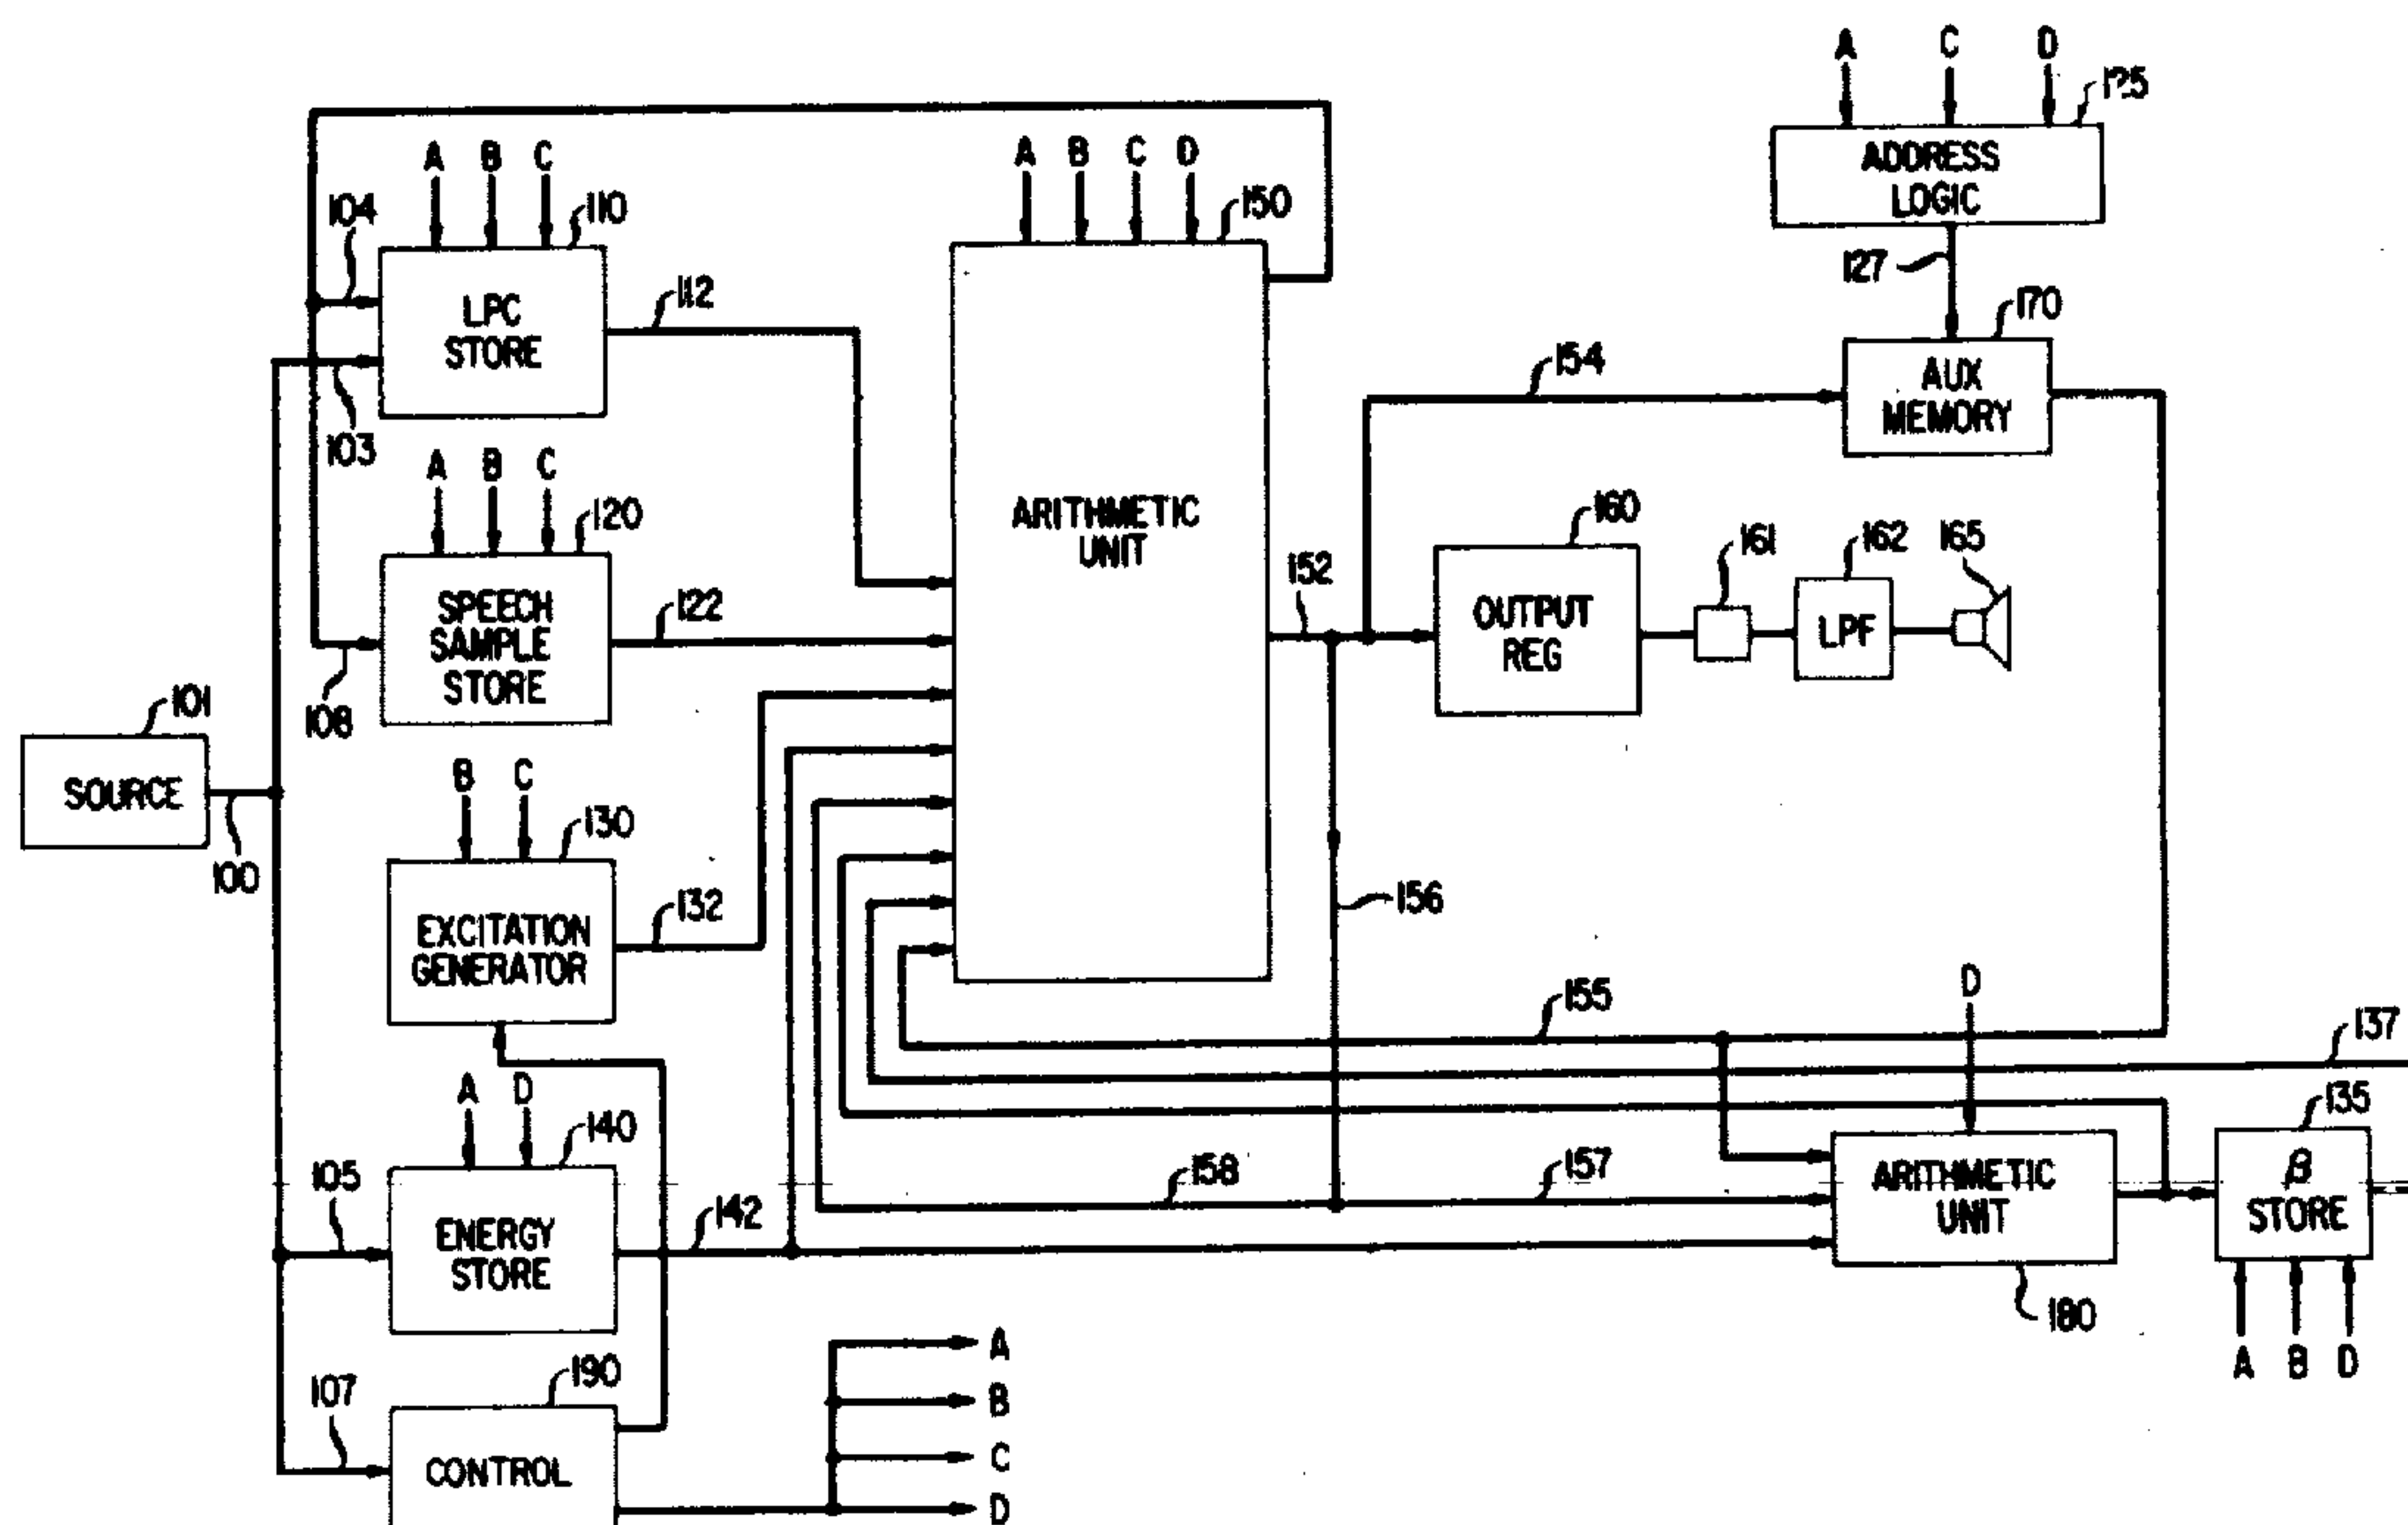 A C D
125
ADDRESS
LOGIC
127
A B C
104
110
LPC
STORE
112
103
A B C D
150
ARITHMETIC
UNIT
170
154
AUX
MEMORY
A B C
120
SPEECH
SAMPLE
STORE
122
108
152
160
OUTPUT
REG
161
162
LPF
165
101
SOURCE
100
B C
130
EXCITATION
GENERATOR
132
156
155
D
137
A D
140
105
ENERGY
STORE
142
158
157
ARITHMETIC
UNIT
180
135
β
STORE
A B D
107
190
CONTROL
A
B
C
D